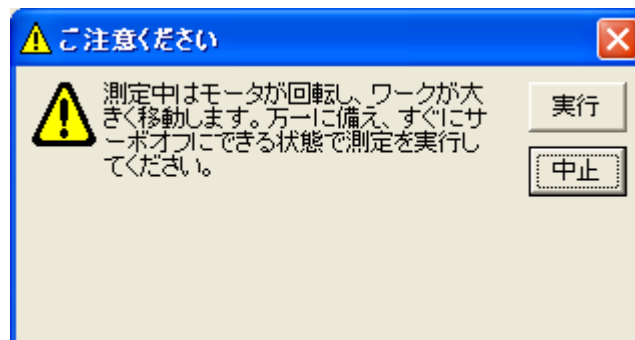 ご注意ください
測定中はモータが回転し、ワークが大
きく移動します。万一に備え、すぐにサ
ーボオフにできる状態で測定を実行し
てください。
実行
中止